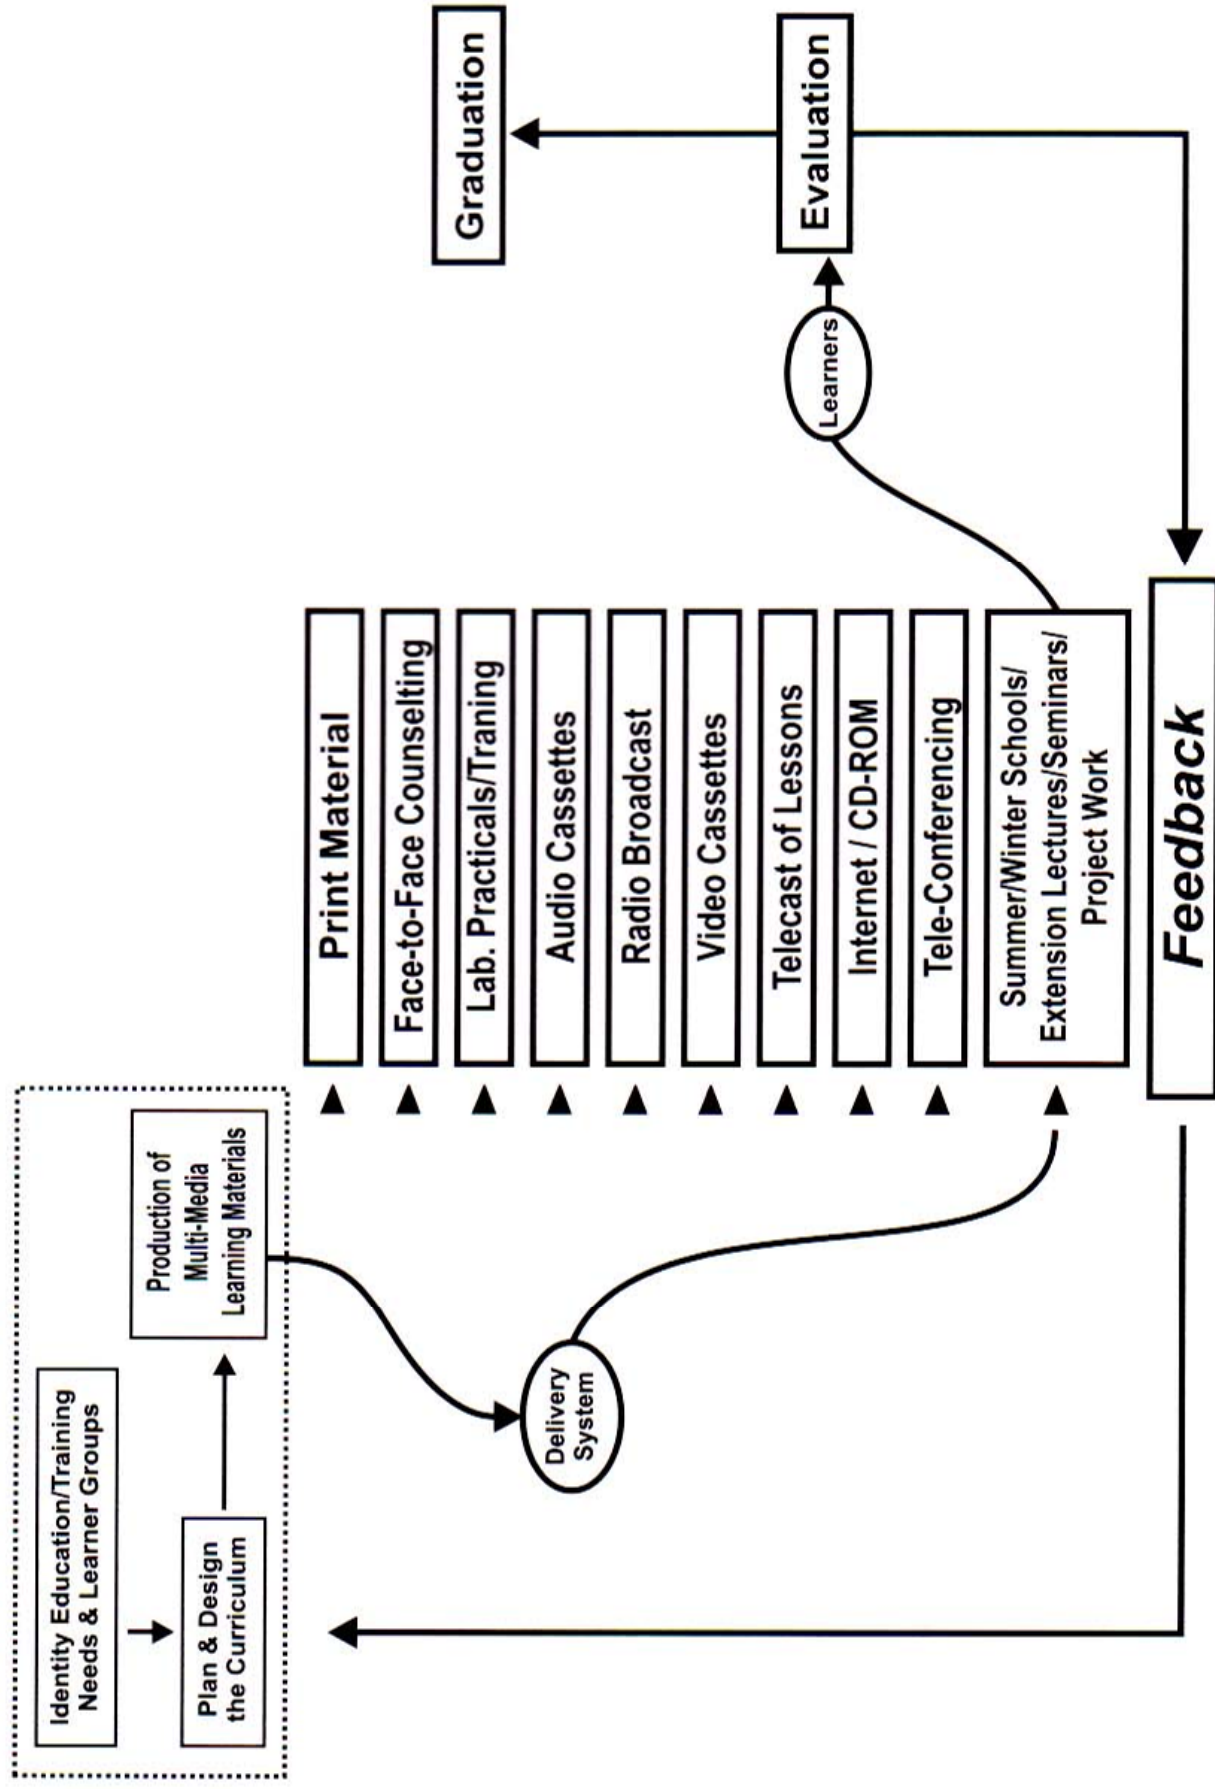 Identity Education/Training
Needs & Learner Groups
Plan & Design
the Curriculum
Production of
Multi-Media
Learning Materials
Delivery
System
Print Material
Face-to-Face Counselting
Lab. Practicals/Traning
Audio Cassettes
Radio Broadcast
Video Cassettes
Telecast of Lessons
Internet / CD-ROM
Tele-Conferencing
Summer/Winter Schools/
Extension Lectures/Seminars/
Project Work
Learners
Evaluation
Graduation
Feedback